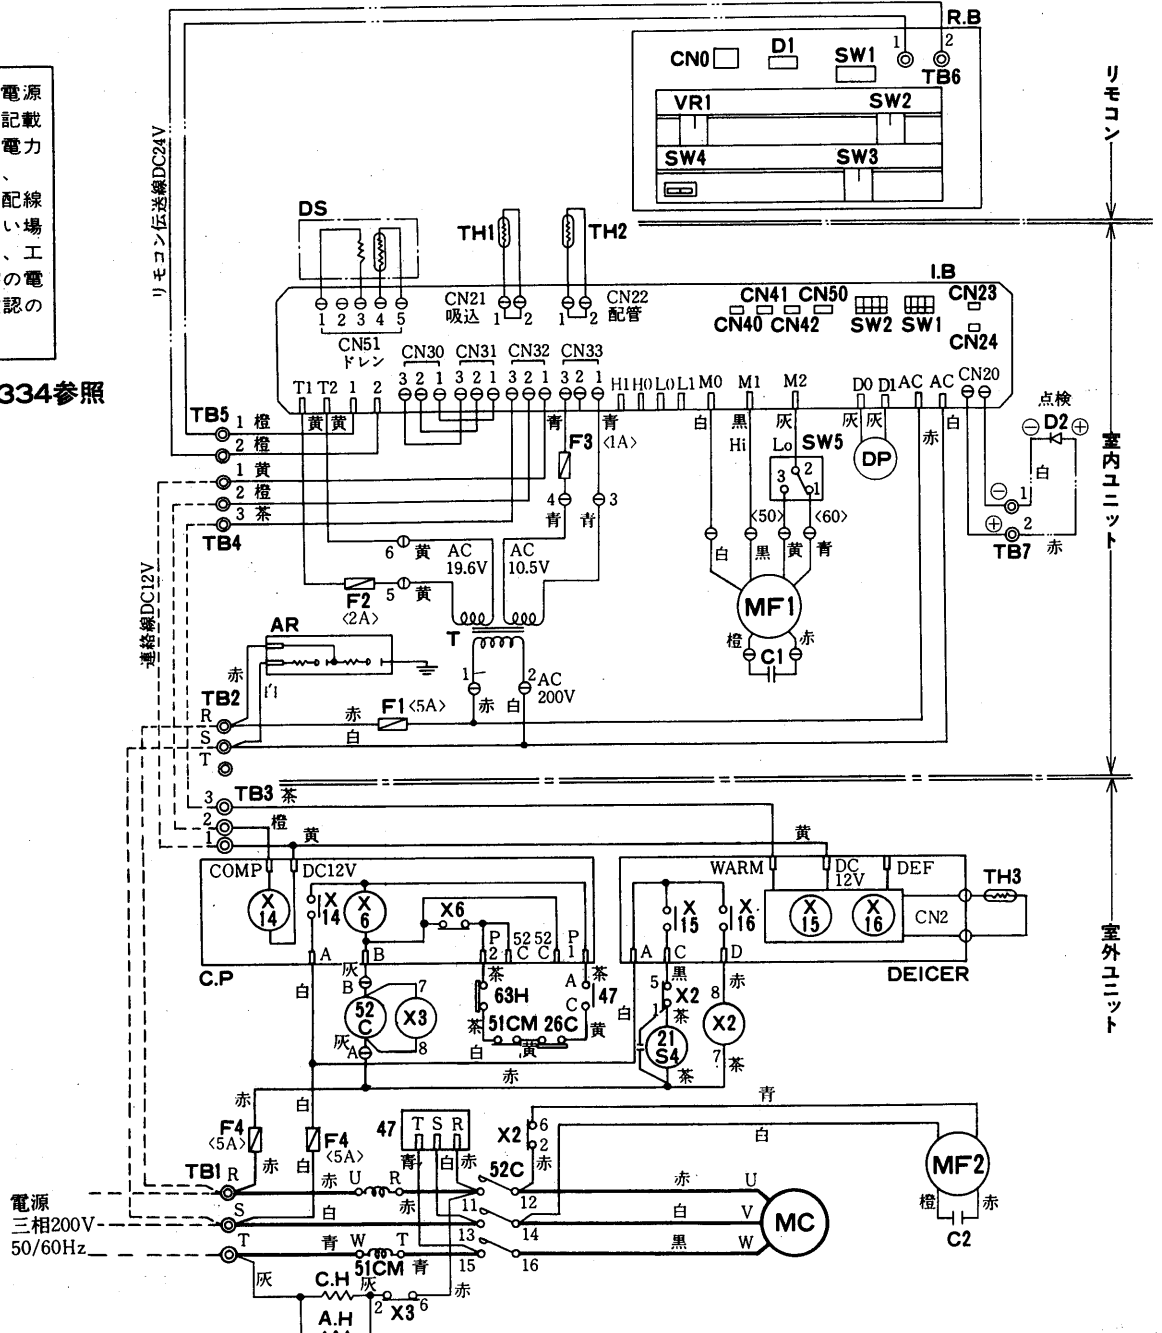 R.B
1
2
CN0
D1
SW1
TB6
リモコン
電源
記載
電力
、
配線
い場
、工
の電
認の
VR1
SW2
SW4
SW3
リモコン伝送線DC24V
DS
TH1
TH2
I.B
1 2 3 4 5
CN51
ドレン
CN21
吸込
1 2
CN22
配管
1 2
CN41 CN50
CN40 CN42
SW2 SW1
CN23
CN24
CN30 CN31 CN32 CN33
3 2 1 3 2 1 3 2 1 3 2 1
T1 T2 1 2
H1 H0 L0 L1 M0 M1 M2 D0 D1 AC AC CN20
334参照
TB5
1 橙
2 橙
黄 黄
1 黄
2 橙
3 茶
TB4
青
F3
<1A>
青
4
3
青 青
白 黒 灰
Hi Lo SW5
3 2 1
<50> <60>
灰 灰
DP
赤 白
点検
D2
⊖ ⊕
白
⊖ 1
⊕ 2
TB7 赤
室内ユニット
6 黄
AC
19.6V
AC
10.5V
5 黄
F2
<2A>
T
白 黒 黄 青
MF1
橙 赤
C1
連絡線DC12V
AR
赤
白
TB2
R
S
T
赤
F1<5A>
白
1
2
赤 白
AC
200V
TB3
3 茶
2 橙
1 黄
黄
COMP DC12V
X
14
X
14
X
6
X6
P
2
52
C
52
C
P
1
A B
C.P
WARM DC
12V
DEF
TH3
X
15
X
16
X
15
X
16
CN2
A C D
DEICER
室外ユニット
白
灰
B
52
C
7
X3
8
灰
A
茶
63H
茶
51CM 26C
白 黄
茶
A
C
47
黄
白
黒
5
X2
1
茶
21
S4
茶
赤
8
X2
7
茶
赤
青
白
F4
<5A>
白
F4
<5A>
赤
白
47
T S R
青 白 赤
X2
6
2
赤
52C
MF2
橙 赤
C2
TB1
R
S
T
電源
三相200V
50/60Hz
赤 U R 赤
白
青 W T 青
51CM
11 12
13 14
15 16
赤 U
白 V
黒 W
MC
灰
C.H
灰
2 X3 6
赤
A.H